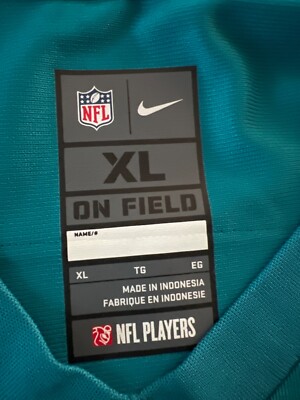 NFL
XL
ON FIELD
NAME/#
XL TG EG
MADE IN INDONESIA
FABRIQUE EN INDONESIE
NFL PLAYERS